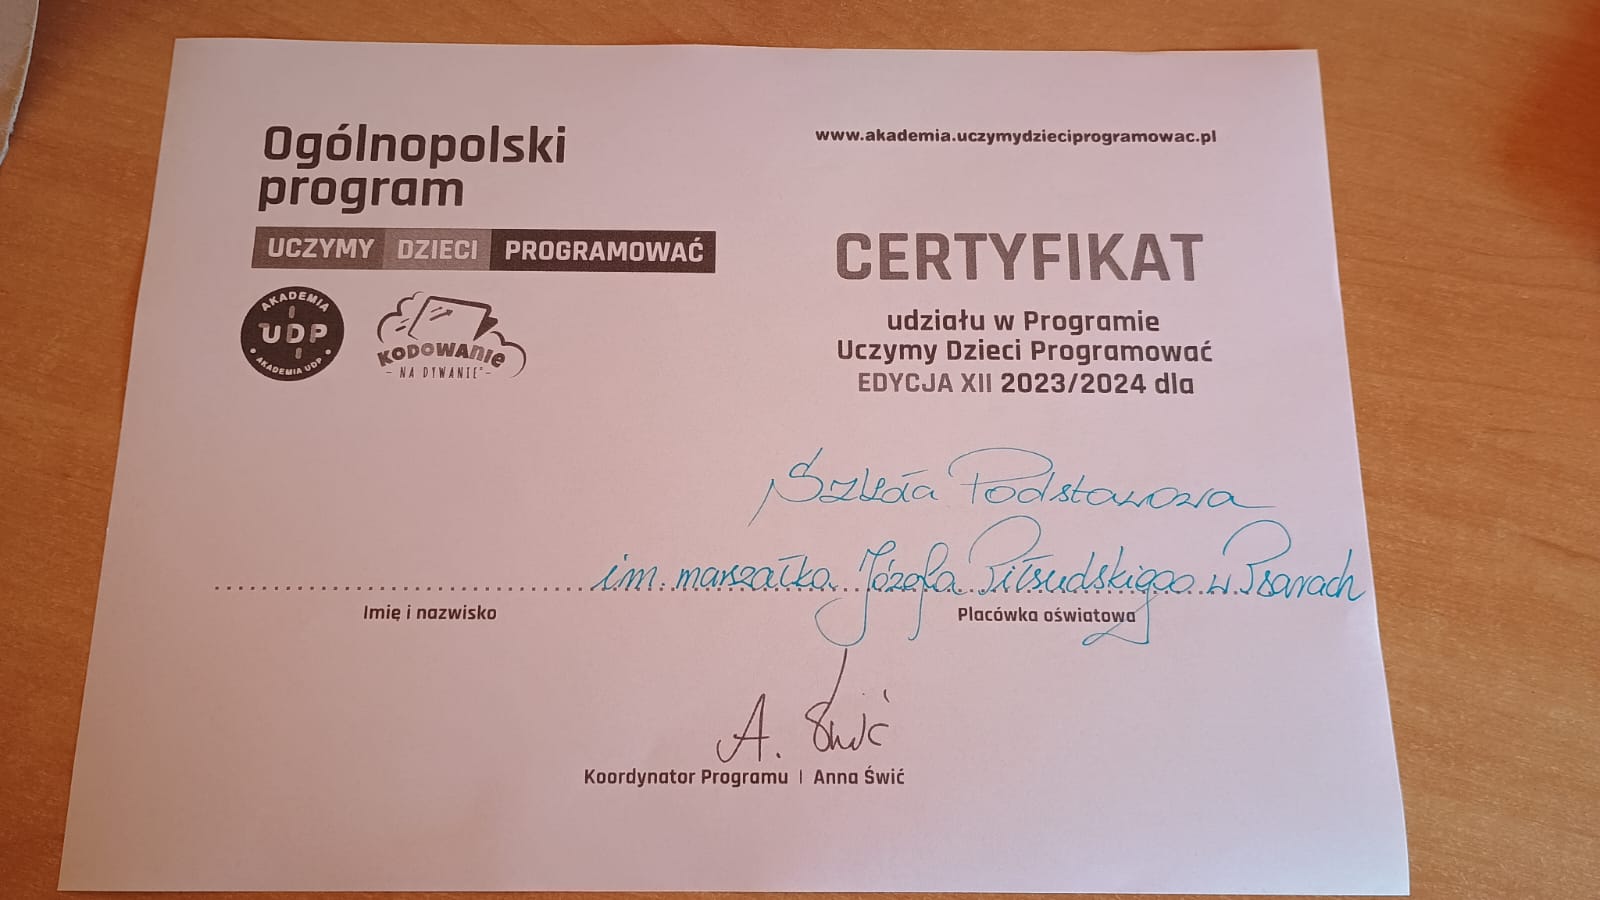 Ogólnopolski
program
UCZYMY DZIECI PROGRAMOWAĆ
AKADEMIA
UDP
AKADEMIA UDP
KODOWANIE
NA DYWANIE®
www.akademia.uczymydzieciprogramowac.pl
CERTYFIKAT
udziału w Programie
Uczymy Dzieci Programować
EDYCJA XII 2023/2024 dla
Szkoła Podstawowa
im. marszałka Józefa Piłsudskiego w Psarach
Imię i nazwisko
Placówka oświatowa
A. Świć
Koordynator Programu | Anna Świć